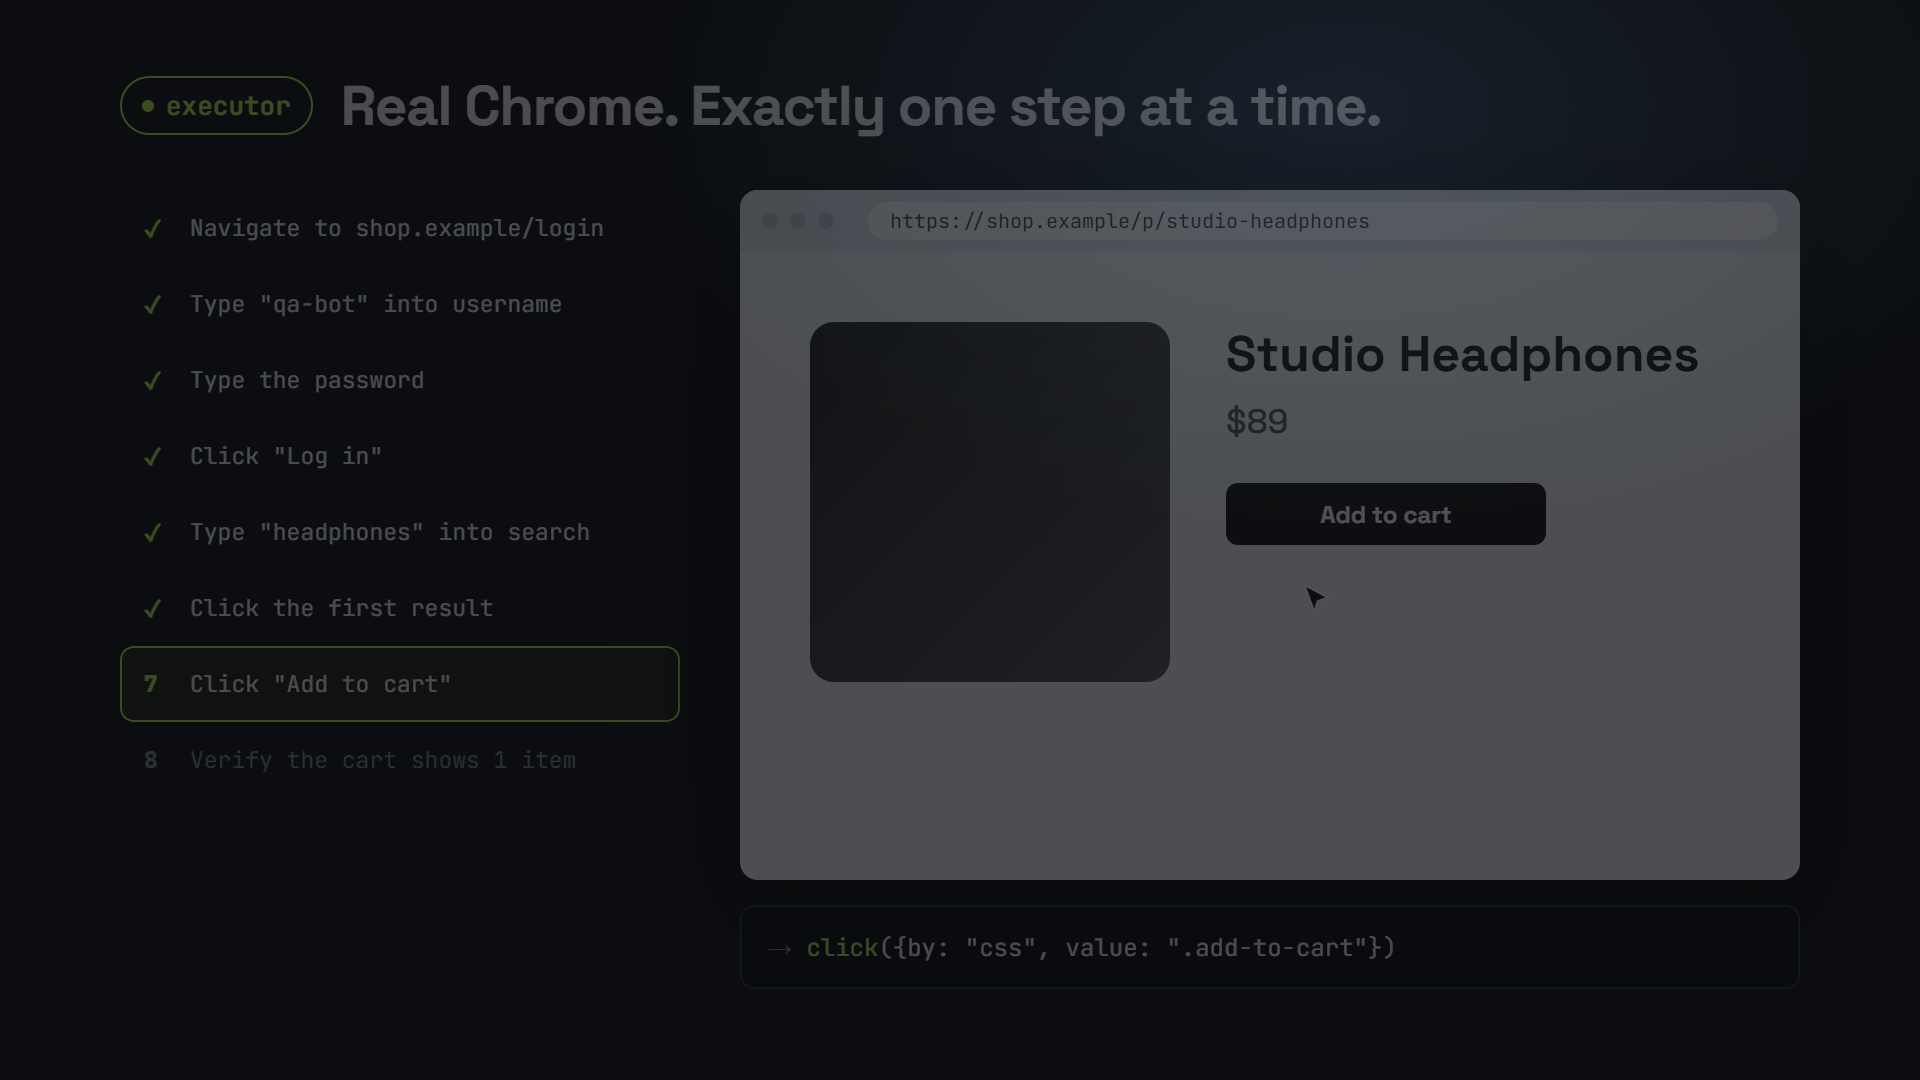 executor
Real Chrome. Exactly one step at a time.
✓ Navigate to shop.example/login
✓ Type "qa-bot" into username
✓ Type the password
✓ Click "Log in"
✓ Type "headphones" into search
✓ Click the first result
7 Click "Add to cart"
8 Verify the cart shows 1 item
https://shop.example/p/studio-headphones
Studio Headphones
$89
Add to cart
→ click({by: "css", value: ".add-to-cart"})